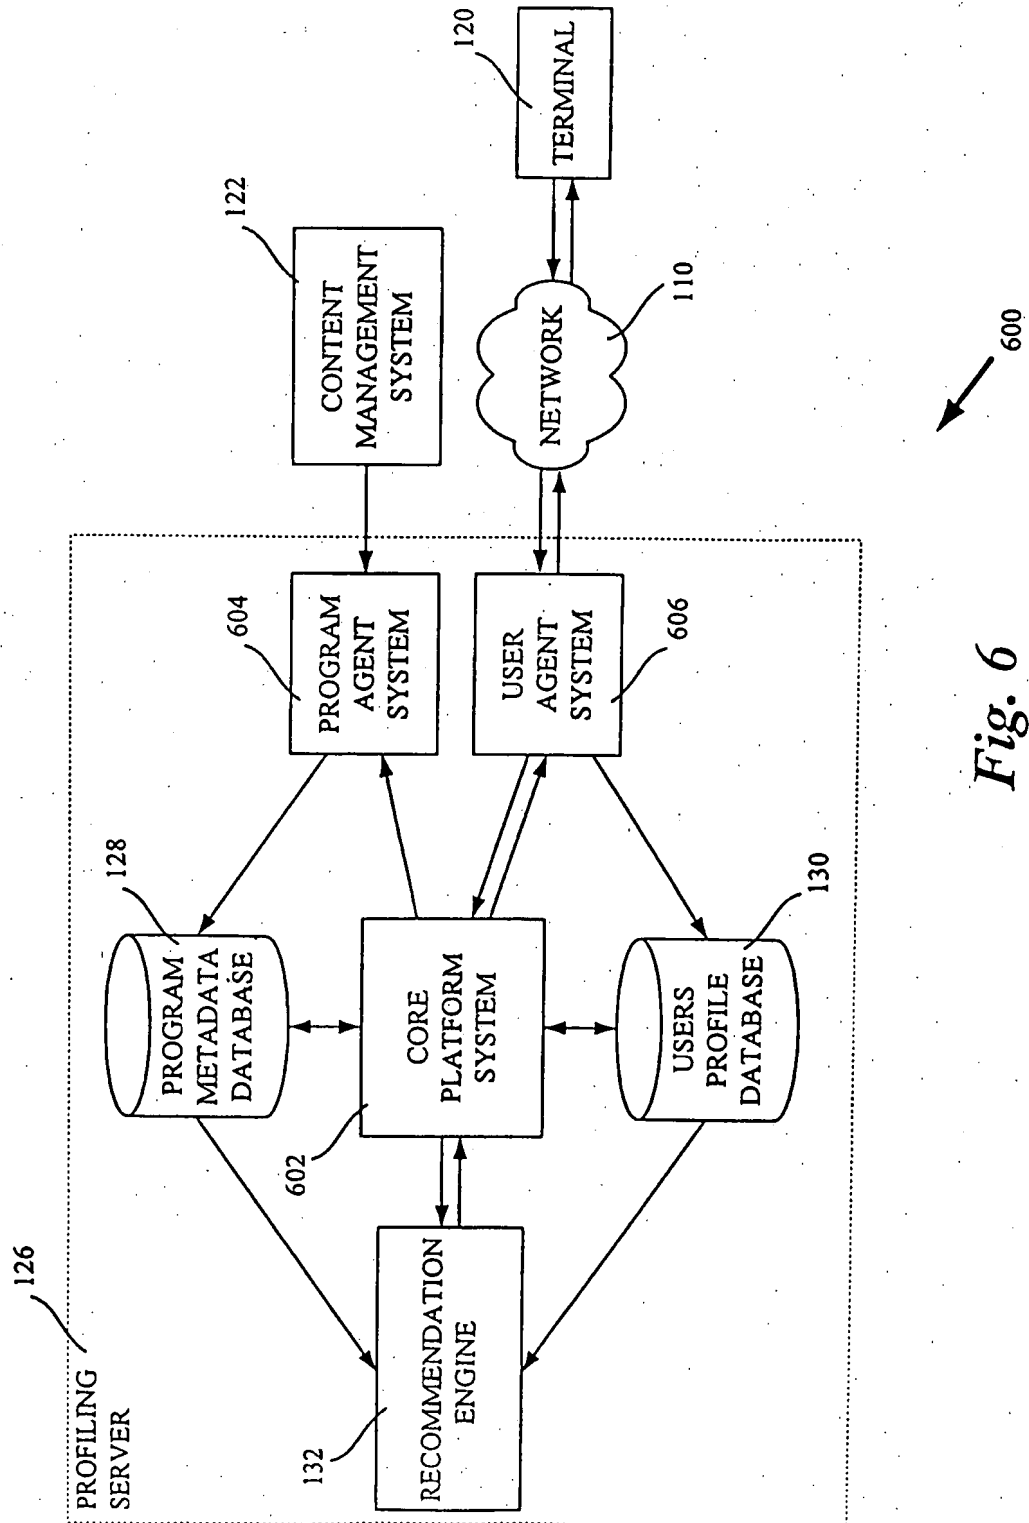 PROFILING
SERVER
126
RECOMMENDATION
ENGINE
132
PROGRAM
METADATA
DATABASE
128
CORE
PLATFORM
SYSTEM
602
USERS
PROFILE
DATABASE
130
PROGRAM
AGENT
SYSTEM
604
USER
AGENT
SYSTEM
606
CONTENT
MANAGEMENT
SYSTEM
122
NETWORK
110
TERMINAL
120
600
Fig. 6